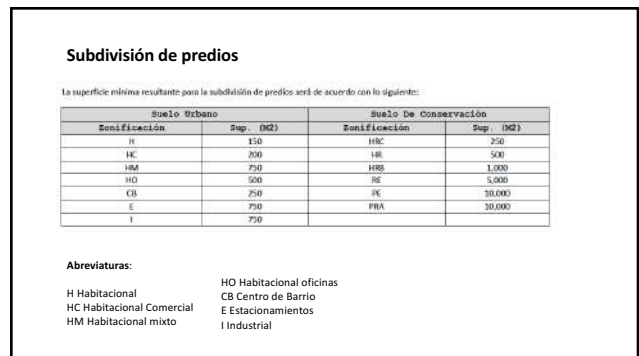 Subdivisión de predios
La superficie mínima resultante para la subdivisión de predios será de acuerdo con lo siguiente:
Suelo Urbano Suelo De Conservación
Zonificación Sup. (M2) Zonificación Sup. (M2)
H 150 HRC 250
HC 200 HR 500
HM 750 HRB 1,000
HO 500 RE 5,000
CB 250 PE 10,000
E 750 PRA 10,000
I 750
Abreviaturas:
H Habitacional
HC Habitacional Comercial
HM Habitacional mixto
HO Habitacional oficinas
CB Centro de Barrio
E Estacionamientos
I Industrial